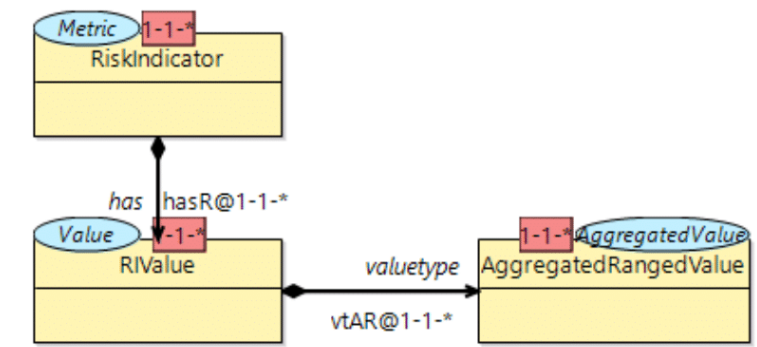 Metric 1-1-*
RiskIndicator
has hasR@1-1-*
Value -1-*
RIValue
valuetype
vtAR@1-1-*
1-1-* AggregatedValue
AggregatedRangedValue